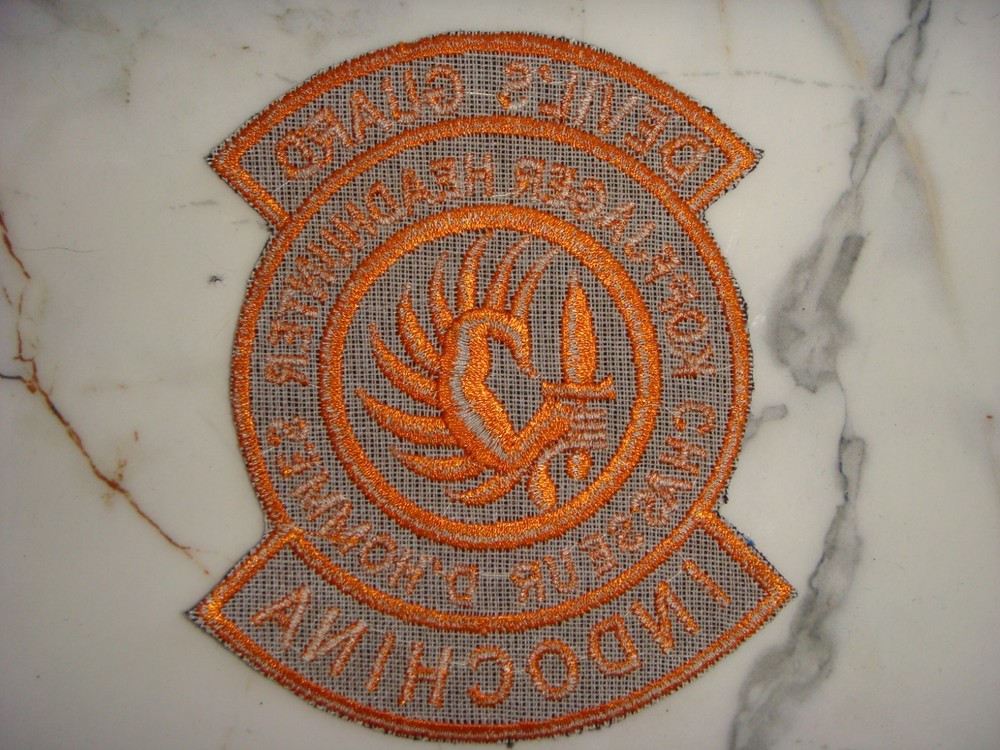 DEVIL'S GUARD
KOPFJAGER HEADHUNTER
CHASSEUR D'HOMMES
INDOCHINA